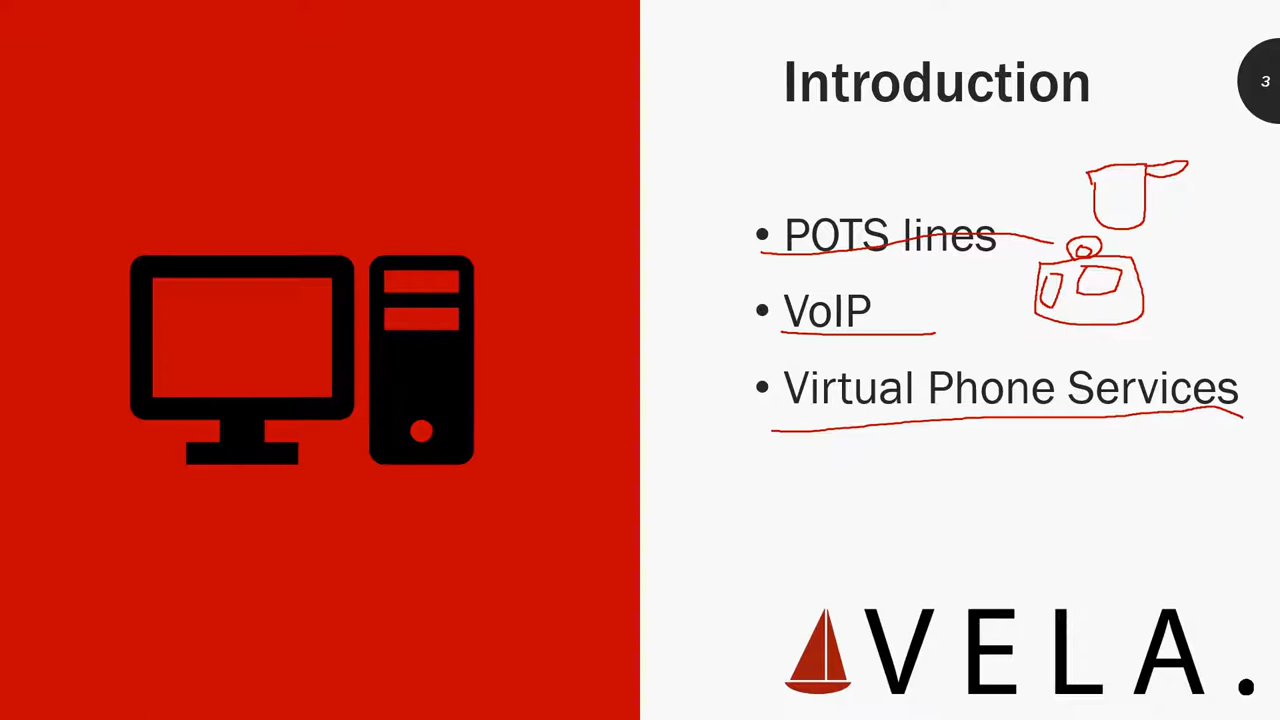 Introduction
3
• POTS lines
• VoIP
• Virtual Phone Services
VELA.